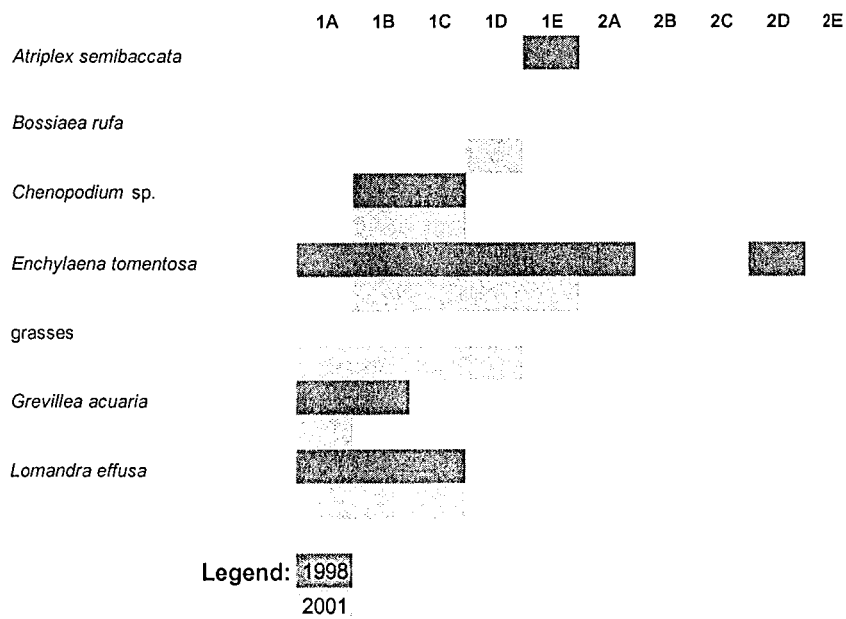 1A 1B 1C 1D 1E 2A 2B 2C 2D 2E
Atriplex semibaccata
Bossiaea rufa
Chenopodium sp.
Enchylaena tomentosa
grasses
Grevillea acuaria
Lomandra effusa
Legend: 1998
2001